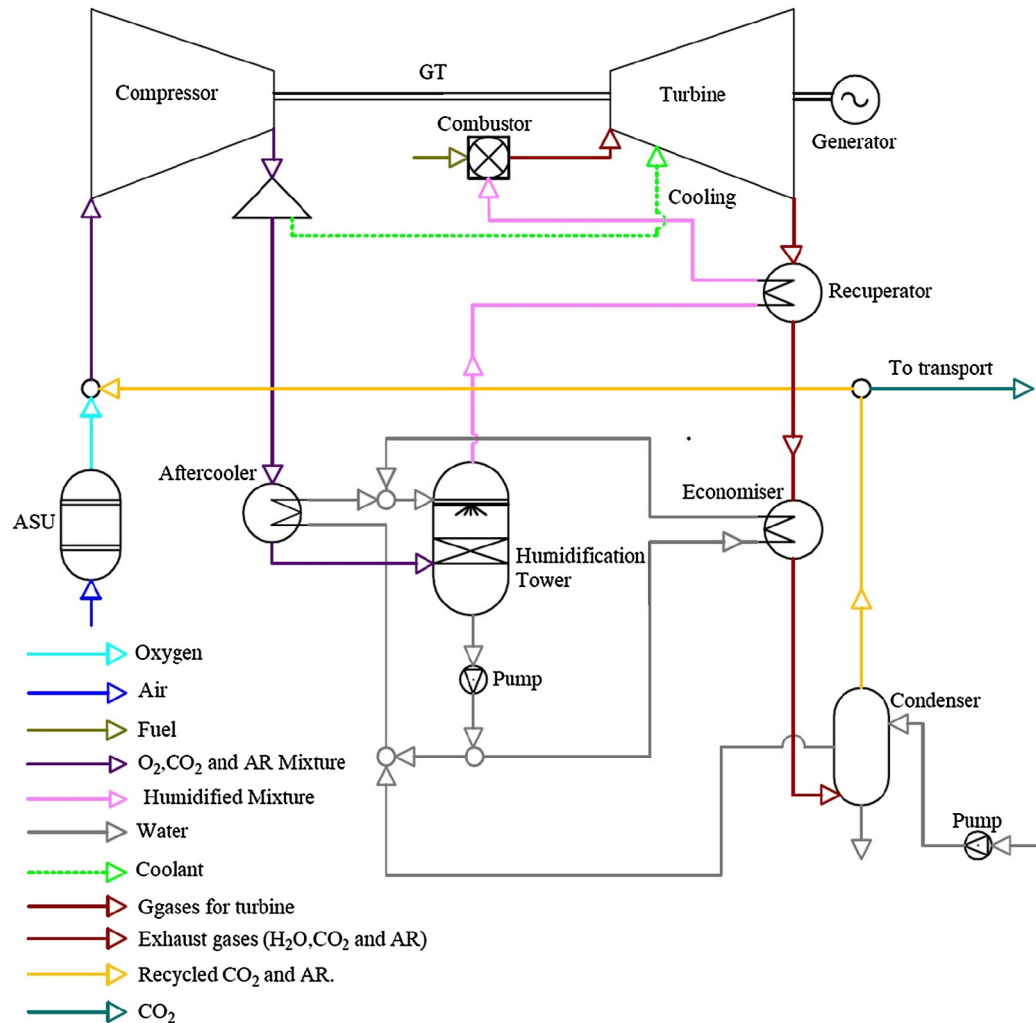 GT
Compressor
Turbine
Combustor
Generator
Cooling
Recuperator
To transport
Aftercooler
Economiser
ASU
Humidification
Tower
Pump
Condenser
Pump
Oxygen
Air
Fuel
O₂,CO₂ and AR Mixture
Humidified Mixture
Water
Coolant
Ggases for turbine
Exhaust gases (H₂O,CO₂ and AR)
Recycled CO₂ and AR.
CO₂